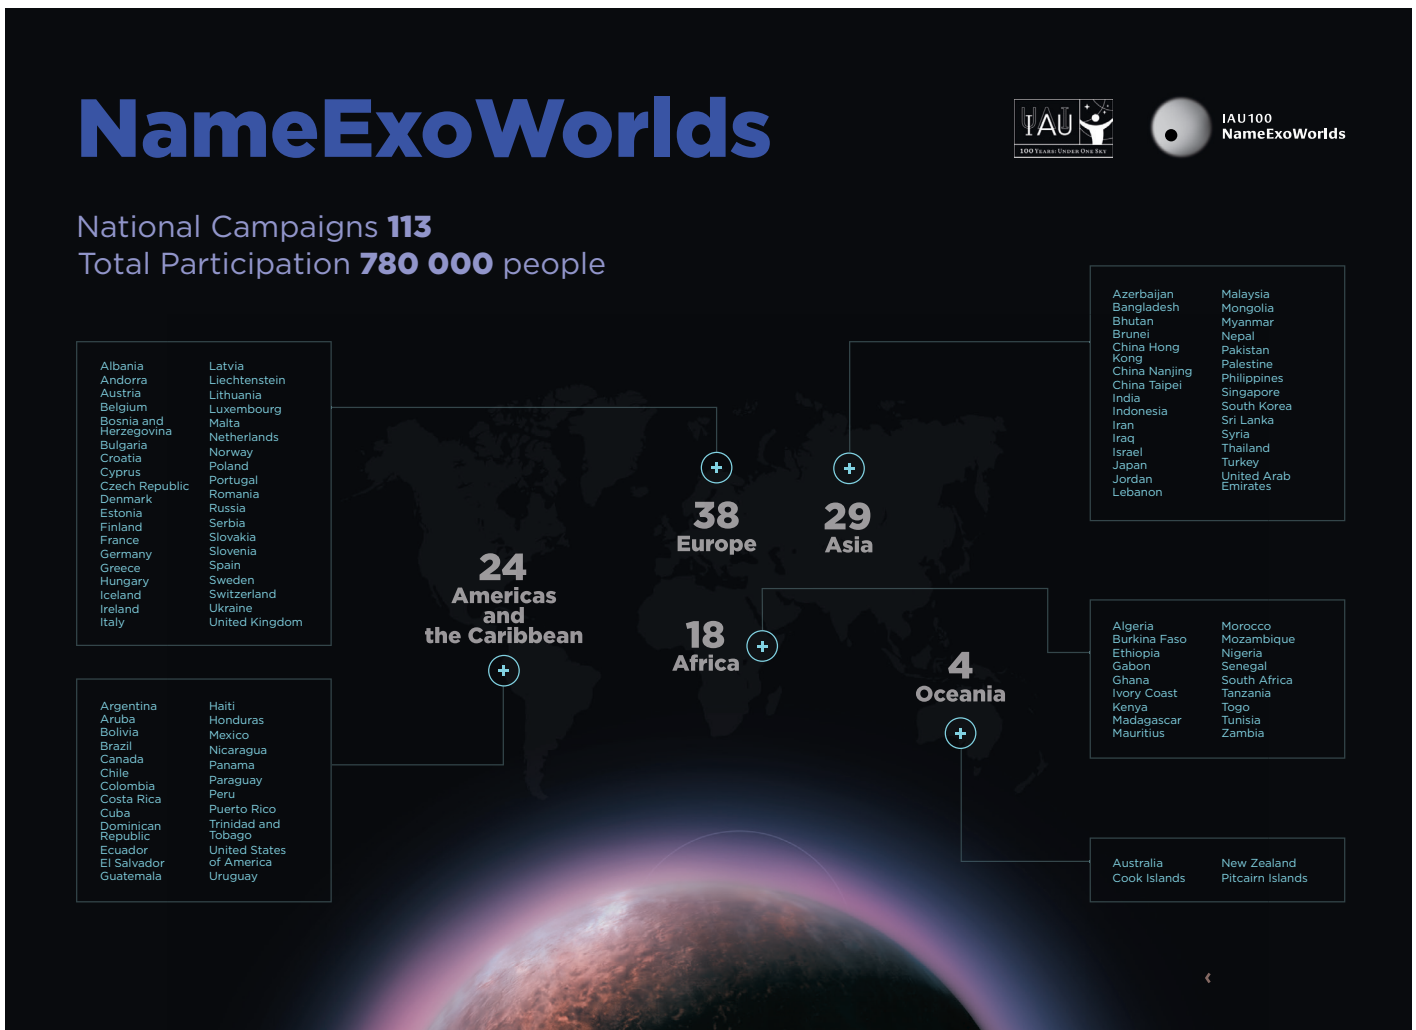 NameExoWorlds
IAU
100 Years: Under One Sky
IAU100
NameExoWorlds
National Campaigns 113
Total Participation 780 000 people
Albania
Andorra
Austria
Belgium
Bosnia and
Herzegovina
Bulgaria
Croatia
Cyprus
Czech Republic
Denmark
Estonia
Finland
France
Germany
Greece
Hungary
Iceland
Ireland
Italy
Latvia
Liechtenstein
Lithuania
Luxembourg
Malta
Netherlands
Norway
Poland
Portugal
Romania
Russia
Serbia
Slovakia
Slovenia
Spain
Sweden
Switzerland
Ukraine
United Kingdom
Argentina
Aruba
Bolivia
Brazil
Canada
Chile
Colombia
Costa Rica
Cuba
Dominican
Republic
Ecuador
El Salvador
Guatemala
Haiti
Honduras
Mexico
Nicaragua
Panama
Paraguay
Peru
Puerto Rico
Trinidad and
Tobago
United States
of America
Uruguay
24
Americas
and
the Caribbean
38
Europe
29
Asia
18
Africa
4
Oceania
Azerbaijan
Bangladesh
Bhutan
Brunei
China Hong
Kong
China Nanjing
China Taipei
India
Indonesia
Iran
Iraq
Israel
Japan
Jordan
Lebanon
Malaysia
Mongolia
Myanmar
Nepal
Pakistan
Palestine
Philippines
Singapore
South Korea
Sri Lanka
Syria
Thailand
Turkey
United Arab
Emirates
Algeria
Burkina Faso
Ethiopia
Gabon
Ghana
Ivory Coast
Kenya
Madagascar
Mauritius
Morocco
Mozambique
Nigeria
Senegal
South Africa
Tanzania
Togo
Tunisia
Zambia
Australia
Cook Islands
New Zealand
Pitcairn Islands